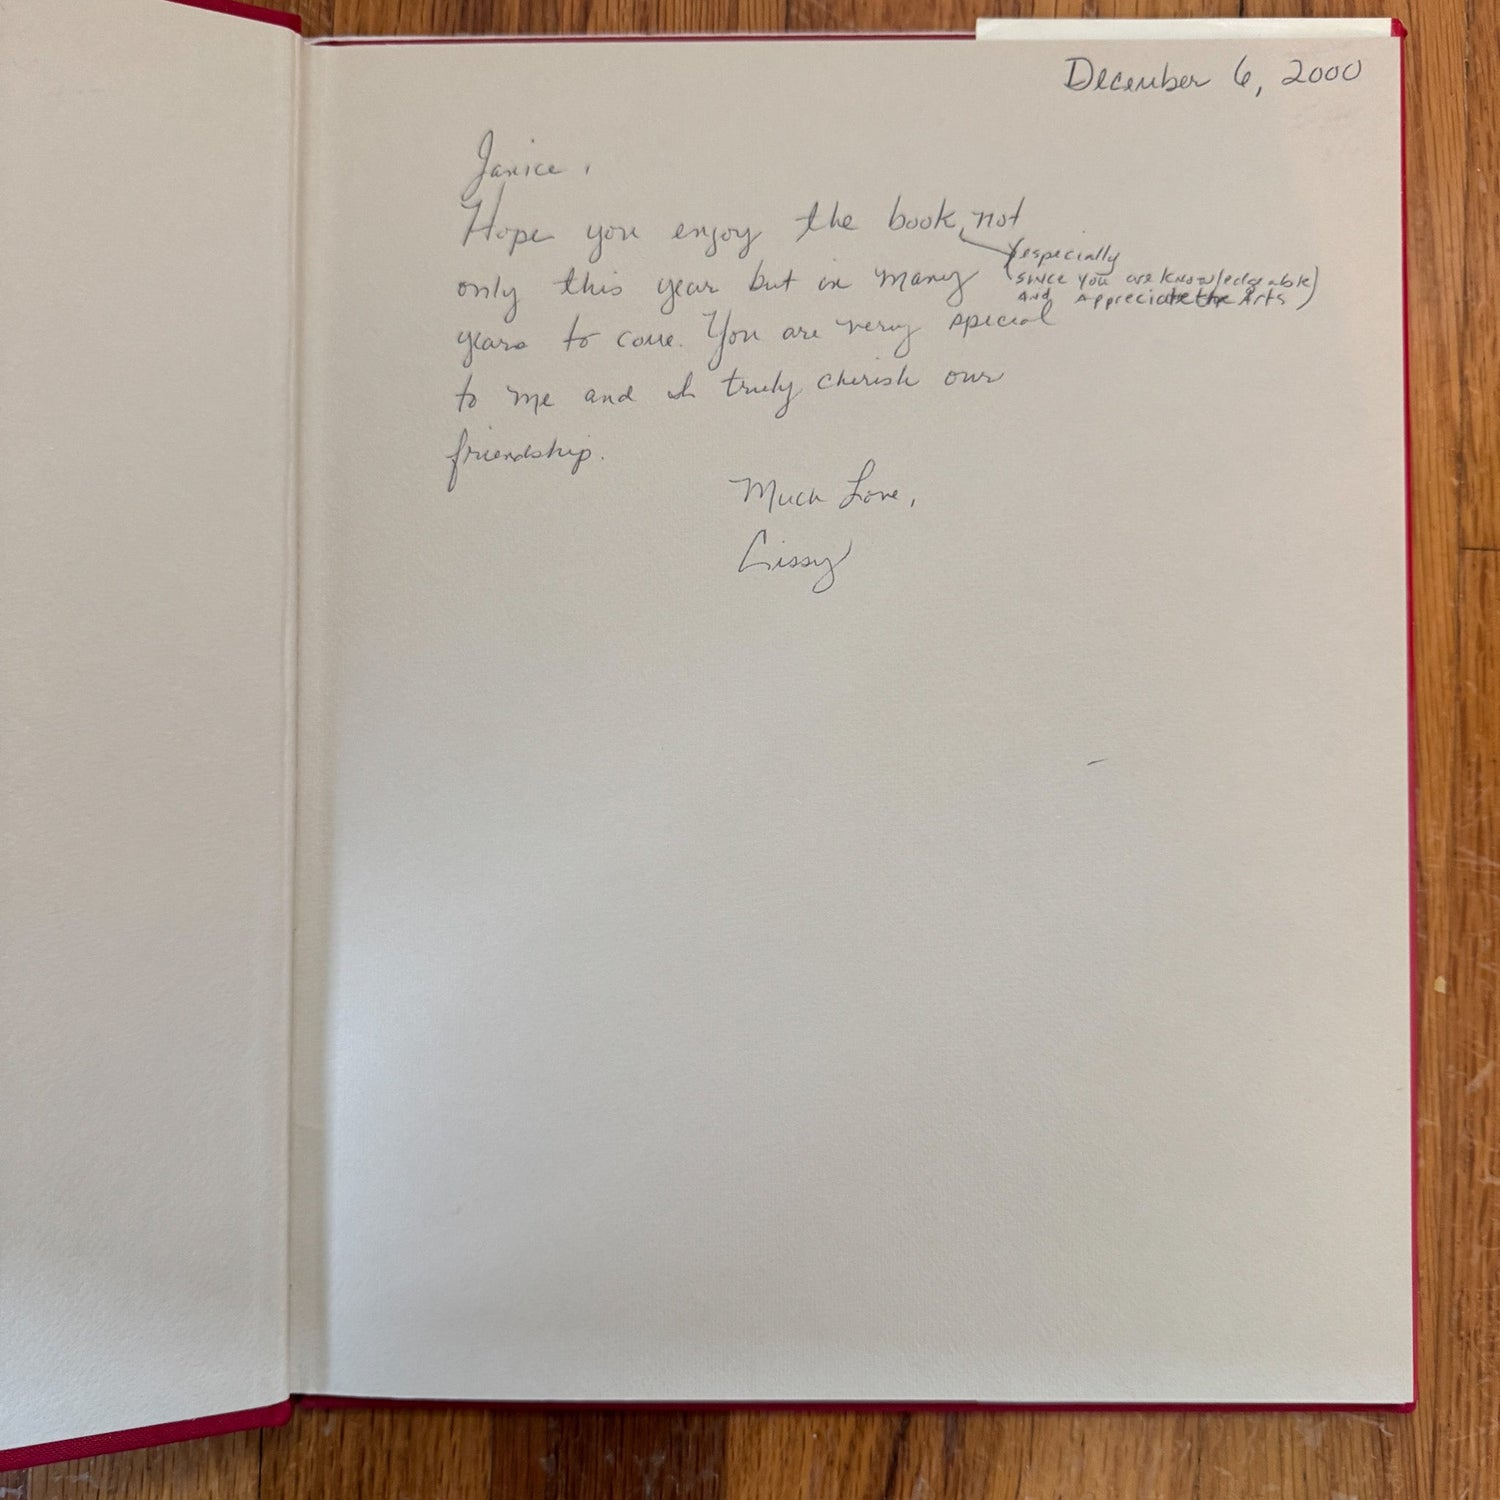 December 6, 2000
Janice,
Hope you enjoy the book, not
(especially
since you are knowledgeable
and appreciate the Arts)
only this year but in many
years to come. You are very special
to me and I truly cherish our
friendship.
Much Love,
Cissy